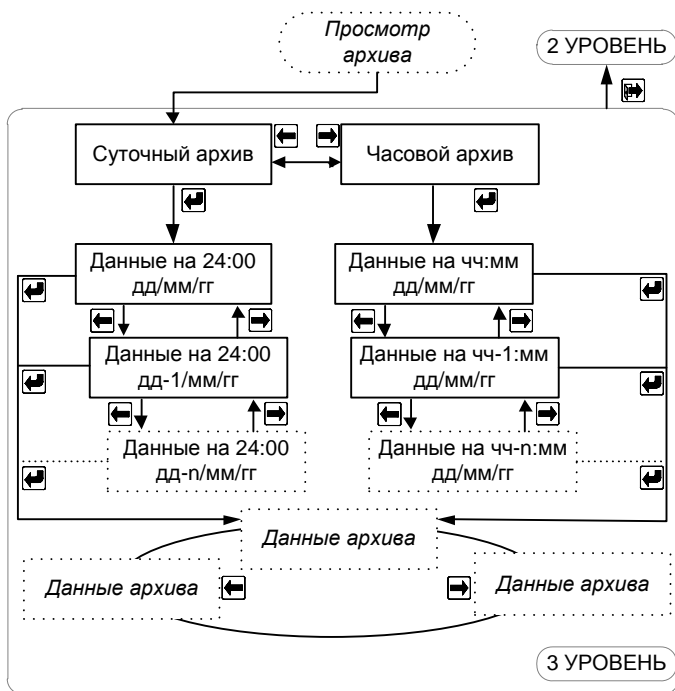 Просмотр
архива
2 УРОВЕНЬ
Суточный архив
Часовой архив
Данные на 24:00
дд/мм/гг
Данные на чч:мм
дд/мм/гг
Данные на 24:00
дд-1/мм/гг
Данные на чч-1:мм
дд/мм/гг
Данные на 24:00
дд-n/мм/гг
Данные на чч-n:мм
дд/мм/гг
Данные архива
Данные архива
Данные архива
3 УРОВЕНЬ